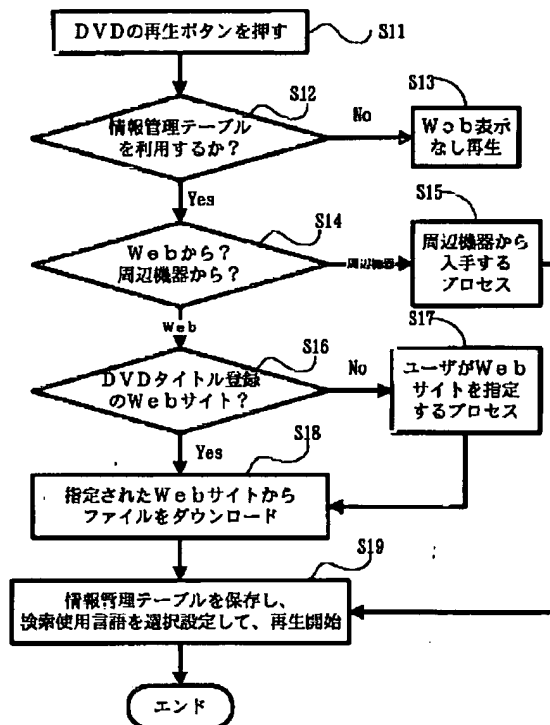 DVDの再生ボタンを押す
S11
S12
情報管理テーブル
を利用するか？
No
S13
Web表示
なし再生
Yes
S14
Webから？
周辺機器から？
周辺機器
S15
周辺機器から
入手する
プロセス
Web
S16
DVDタイトル登録
のWebサイト？
No
S17
ユーザがWeb
サイトを指定
するプロセス
Yes
S18
指定されたWebサイトから
ファイルをダウンロード
S19
情報管理テーブルを保存し、
検索使用言語を選択設定して、再生開始
エンド